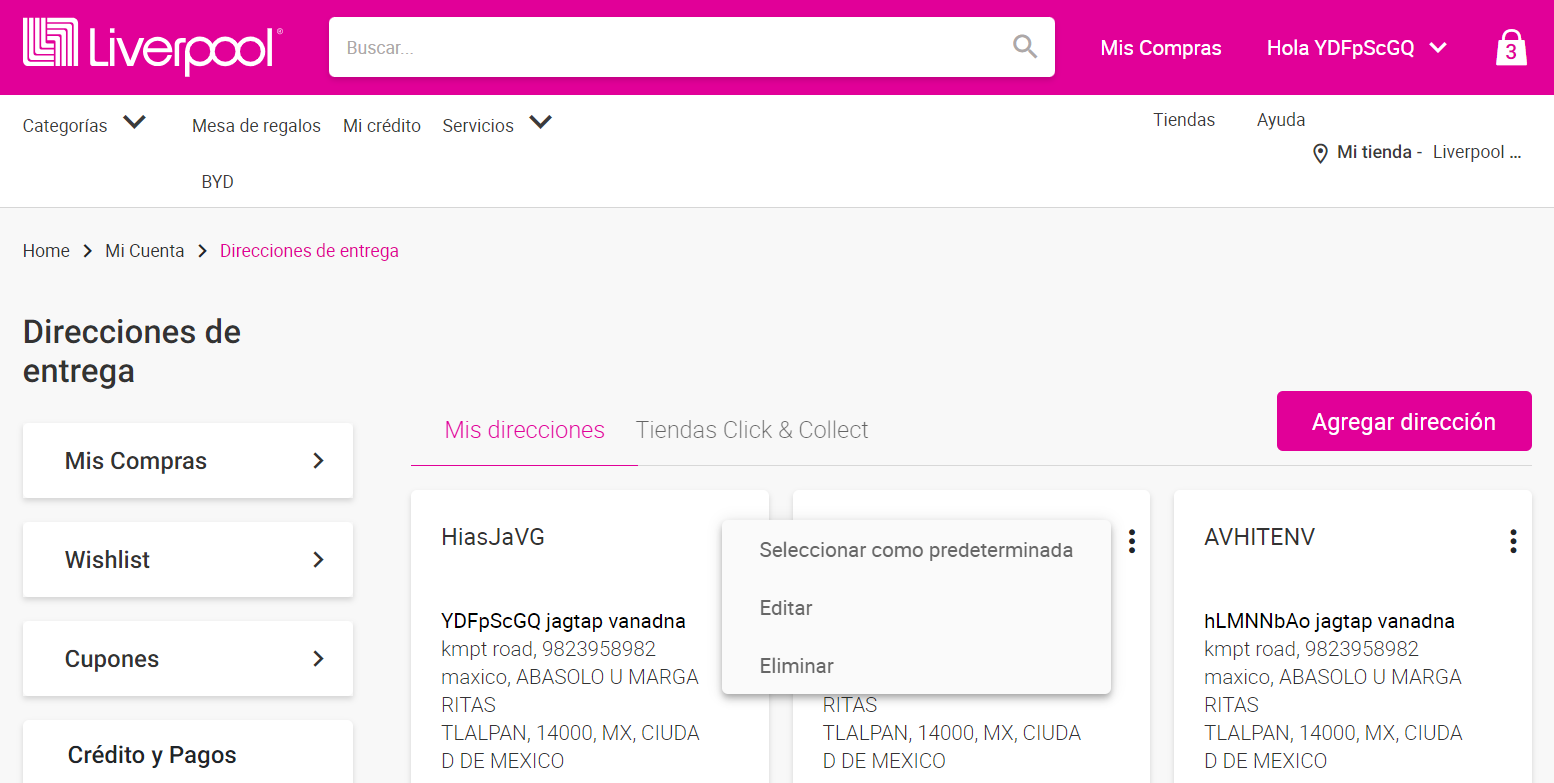 Liverpool®
Buscar...
Mis Compras
Hola YDFpScGQ
3
Categorías
Mesa de regalos
Mi crédito
Servicios
Tiendas
Ayuda
Mi tienda - Liverpool ...
BYD
Home
Mi Cuenta
Direcciones de entrega
Direcciones de
entrega
Mis Compras
Wishlist
Cupones
Crédito y Pagos
Mis direcciones
Tiendas Click & Collect
Agregar dirección
HiasJaVG
YDFpScGQ jagtap vanadna
kmpt road, 9823958982
maxico, ABASOLO U MARGA
RITAS
TLALPAN, 14000, MX, CIUDA
D DE MEXICO
Seleccionar como predeterminada
Editar
Eliminar
RITAS
TLALPAN, 14000, MX, CIUDA
D DE MEXICO
AVHITENV
hLMNNbAo jagtap vanadna
kmpt road, 9823958982
maxico, ABASOLO U MARGA
RITAS
TLALPAN, 14000, MX, CIUDA
D DE MEXICO